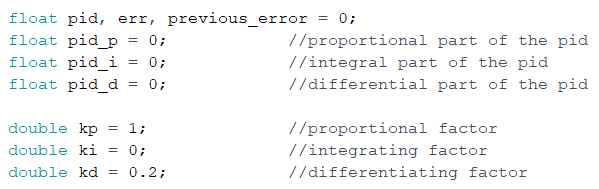 float pid, err, previous_error = 0;
float pid_p = 0;             //proportional part of the pid
float pid_i = 0;             //integral part of the pid
float pid_d = 0;             //differential part of the pid

double kp = 1;               //proportional factor
double ki = 0;               //integrating factor
double kd = 0.2;             //differentiating factor